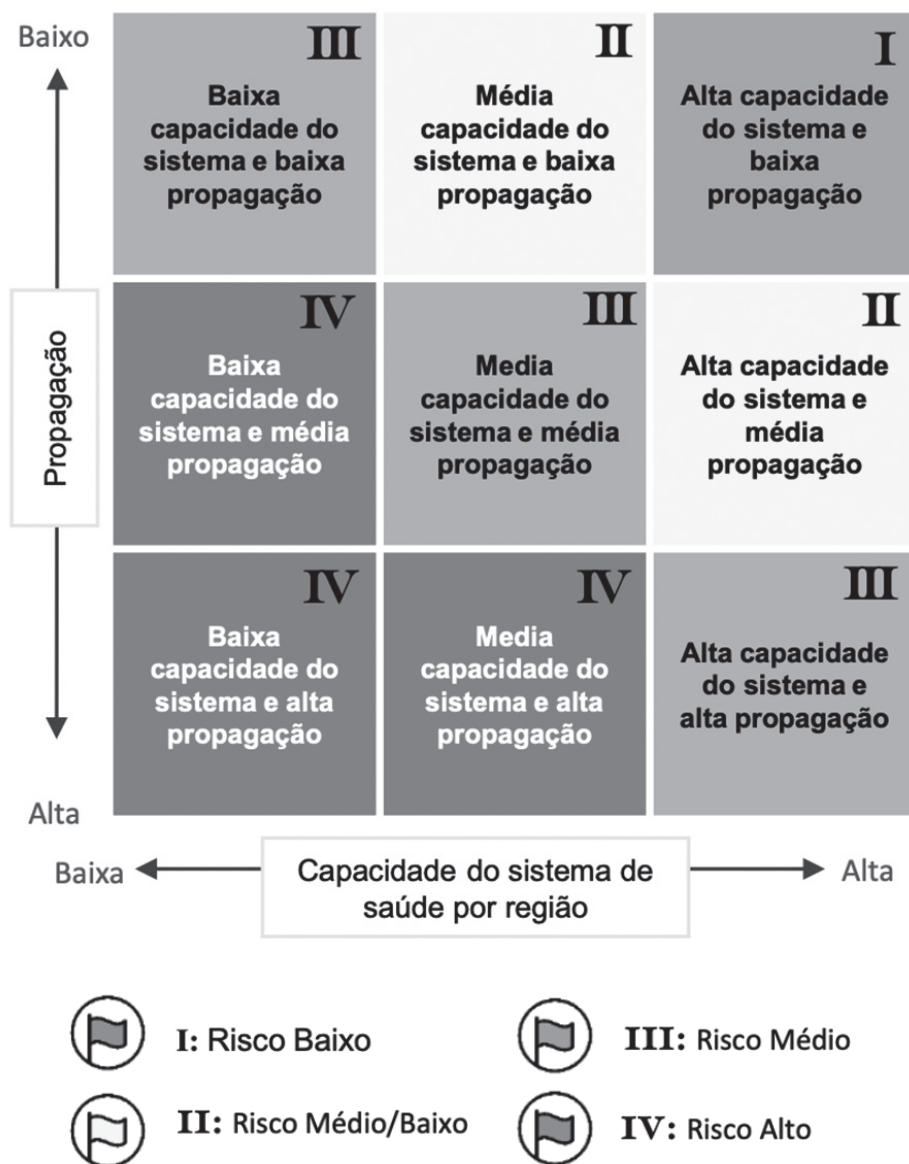 Baixo
III
Baixa
capacidade do
sistema e baixa
propagação
II
Média
capacidade do
sistema e baixa
propagação
I
Alta capacidade
do sistema e
baixa
propagação
Propagação
IV
Baixa
capacidade do
sistema e média
propagação
III
Media
capacidade do
sistema e média
propagação
II
Alta capacidade
do sistema e
média
propagação
IV
Baixa
capacidade do
sistema e alta
propagação
IV
Media
capacidade do
sistema e alta
propagação
III
Alta capacidade
do sistema e
alta propagação
Alta
Baixa
Capacidade do sistema de
saúde por região
Alta
I: Risco Baixo
III: Risco Médio
II: Risco Médio/Baixo
IV: Risco Alto